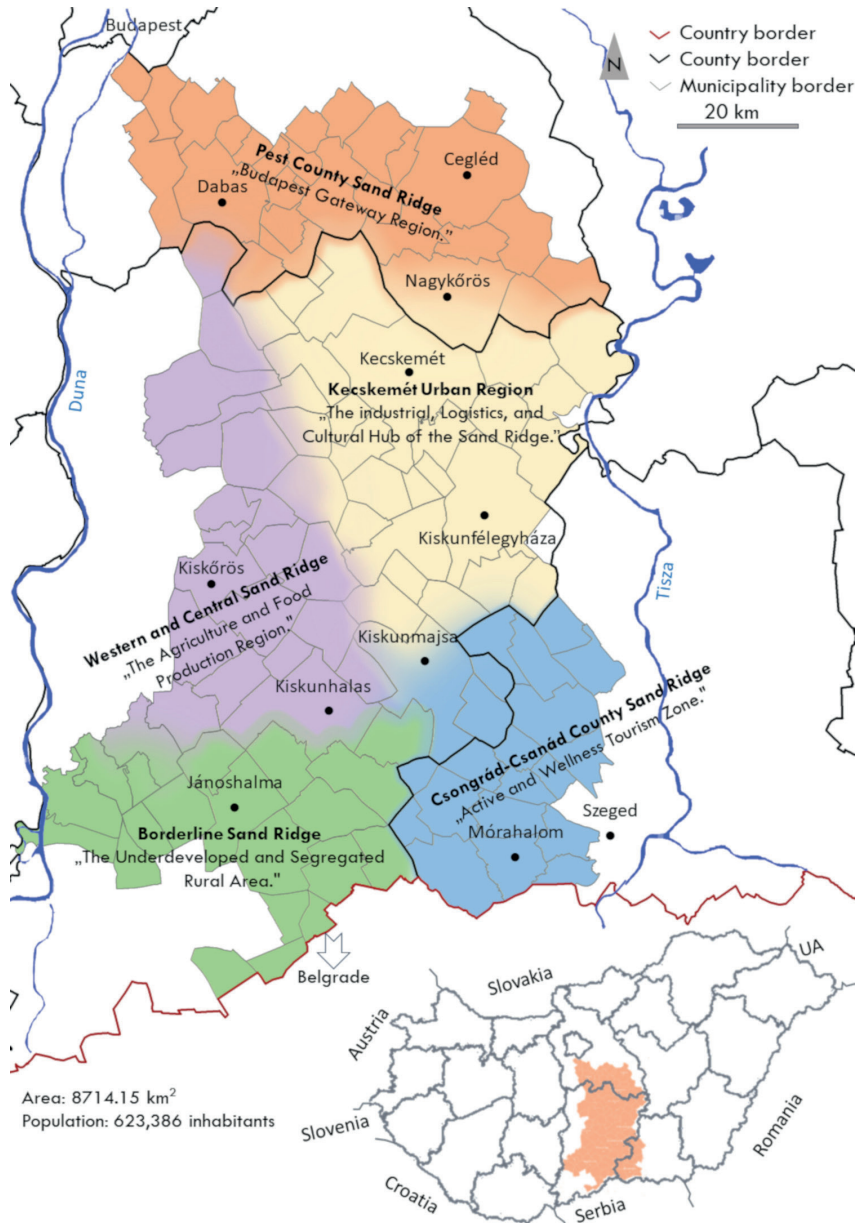 Budapest
Country border
County border
Municipality border
20 km
N
Pest County Sand Ridge
„Budapest Gateway Region."
Cegléd
Dabas
Nagykőrös
Duna
Kecskemét
Kecskemét Urban Region
„The industrial, Logistics, and
Cultural Hub of the Sand Ridge."
Kiskunfélegyháza
Kiskőrös
Tisza
Western and Central Sand Ridge
„The Agriculture and Food
Production Region."
Kiskunmajsa
Kiskunhalas
Csongrád-Csanád County Sand Ridge
„Active and Wellness Tourism Zone."
Jánoshalma
Szeged
Borderline Sand Ridge
„The Underdeveloped and Segregated
Rural Area."
Mórahalom
Belgrade
Area: 8714.15 km²
Population: 623,386 inhabitants
Slovakia
UA
Austria
Slovenia
Romania
Croatia
Serbia